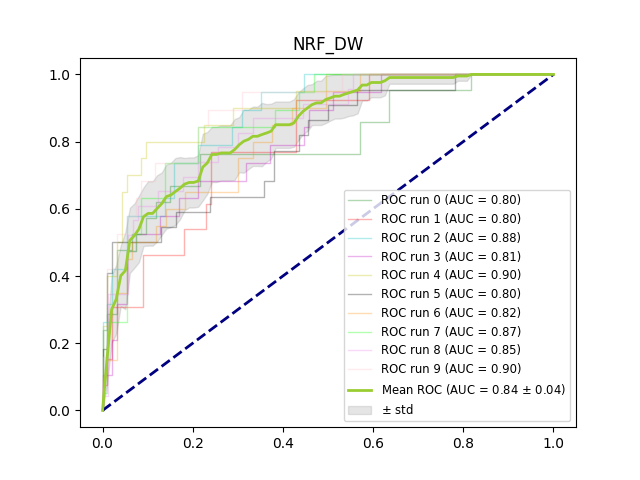 NRF_DW
1.0
0.8
0.6
0.4
0.2
0.0
ROC run 0 (AUC = 0.80)
ROC run 1 (AUC = 0.80)
ROC run 2 (AUC = 0.88)
ROC run 3 (AUC = 0.81)
ROC run 4 (AUC = 0.90)
ROC run 5 (AUC = 0.80)
ROC run 6 (AUC = 0.82)
ROC run 7 (AUC = 0.87)
ROC run 8 (AUC = 0.85)
ROC run 9 (AUC = 0.90)
Mean ROC (AUC = 0.84 ± 0.04)
± std
0.0 0.2 0.4 0.6 0.8 1.0